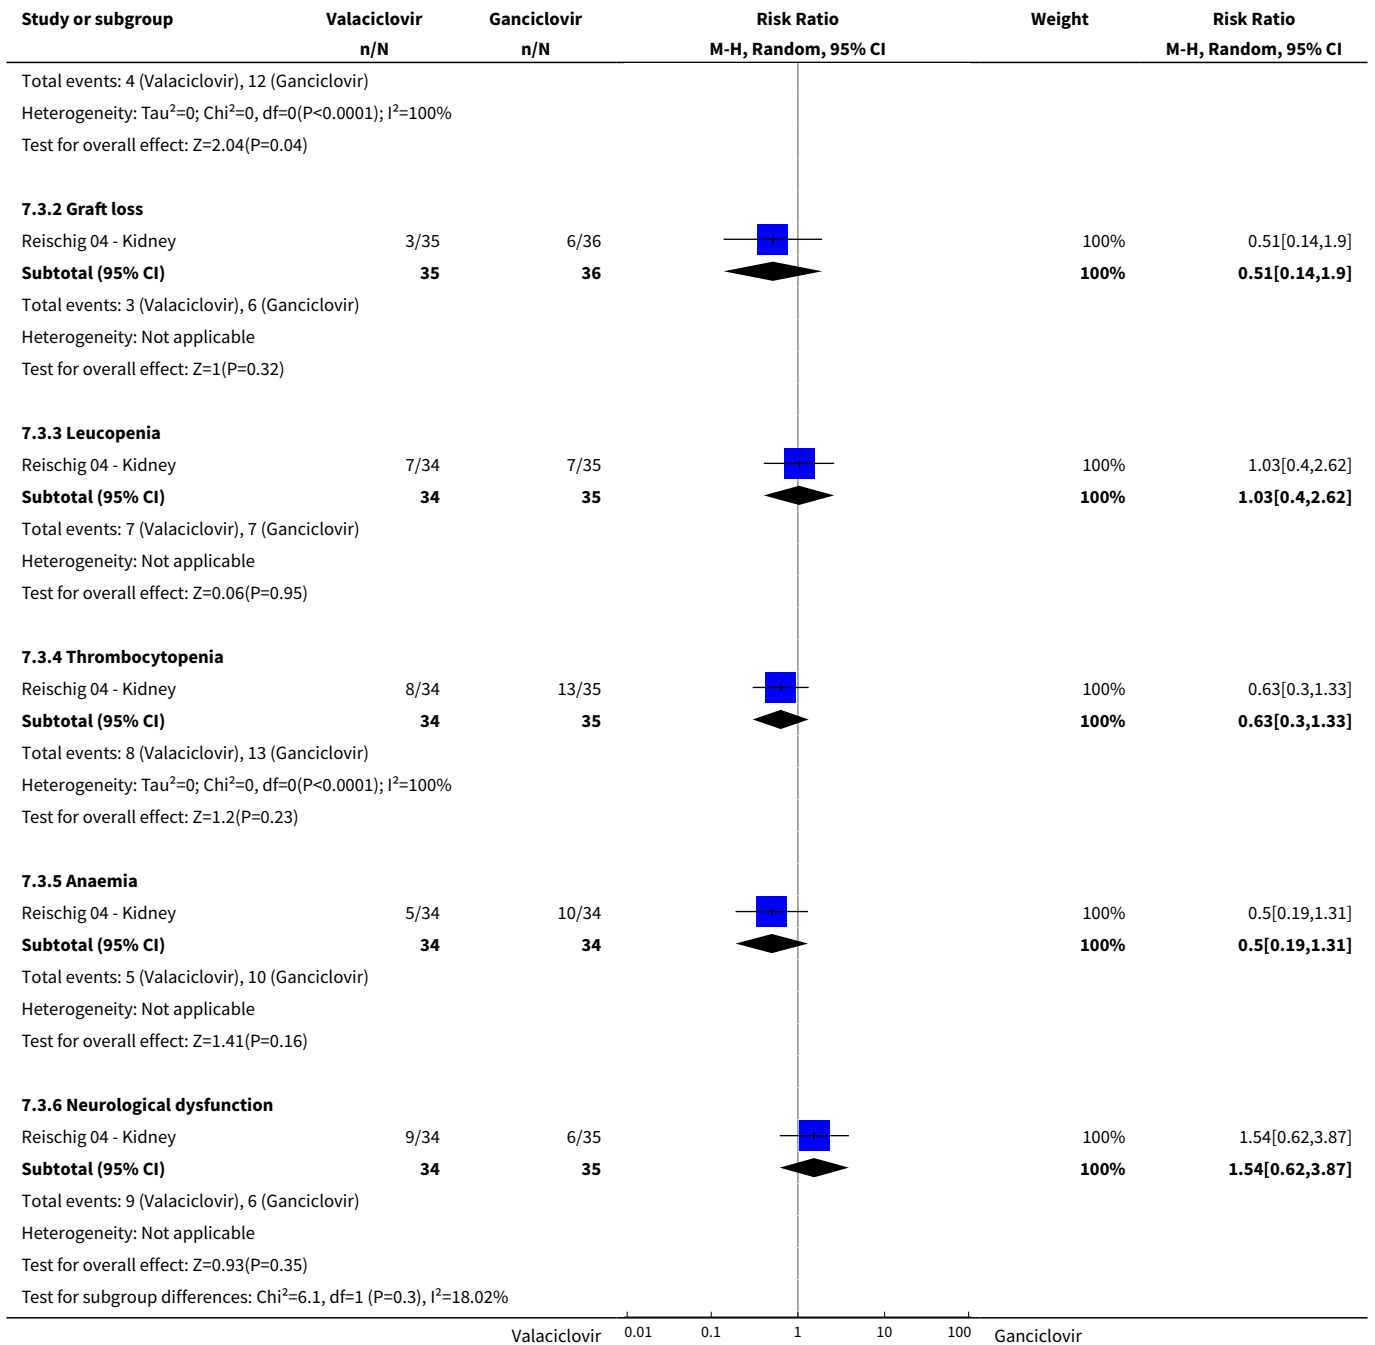 Study or subgroup Valaciclovir Ganciclovir Risk Ratio Weight Risk Ratio
n/N n/N M-H, Random, 95% CI M-H, Random, 95% CI
Total events: 4 (Valaciclovir), 12 (Ganciclovir)
Heterogeneity: Tau²=0; Chi²=0, df=0(P<0.0001); I²=100%
Test for overall effect: Z=2.04(P=0.04)
7.3.2 Graft loss
Reischig 04 - Kidney 3/35 6/36 100% 0.51[0.14,1.9]
Subtotal (95% CI) 35 36 100% 0.51[0.14,1.9]
Total events: 3 (Valaciclovir), 6 (Ganciclovir)
Heterogeneity: Not applicable
Test for overall effect: Z=1(P=0.32)
7.3.3 Leucopenia
Reischig 04 - Kidney 7/34 7/35 100% 1.03[0.4,2.62]
Subtotal (95% CI) 34 35 100% 1.03[0.4,2.62]
Total events: 7 (Valaciclovir), 7 (Ganciclovir)
Heterogeneity: Not applicable
Test for overall effect: Z=0.06(P=0.95)
7.3.4 Thrombocytopenia
Reischig 04 - Kidney 8/34 13/35 100% 0.63[0.3,1.33]
Subtotal (95% CI) 34 35 100% 0.63[0.3,1.33]
Total events: 8 (Valaciclovir), 13 (Ganciclovir)
Heterogeneity: Tau²=0; Chi²=0, df=0(P<0.0001); I²=100%
Test for overall effect: Z=1.2(P=0.23)
7.3.5 Anaemia
Reischig 04 - Kidney 5/34 10/34 100% 0.5[0.19,1.31]
Subtotal (95% CI) 34 34 100% 0.5[0.19,1.31]
Total events: 5 (Valaciclovir), 10 (Ganciclovir)
Heterogeneity: Not applicable
Test for overall effect: Z=1.41(P=0.16)
7.3.6 Neurological dysfunction
Reischig 04 - Kidney 9/34 6/35 100% 1.54[0.62,3.87]
Subtotal (95% CI) 34 35 100% 1.54[0.62,3.87]
Total events: 9 (Valaciclovir), 6 (Ganciclovir)
Heterogeneity: Not applicable
Test for overall effect: Z=0.93(P=0.35)
Test for subgroup differences: Chi²=6.1, df=1 (P=0.3), I²=18.02%
Valaciclovir 0.01 0.1 1 10 100 Ganciclovir